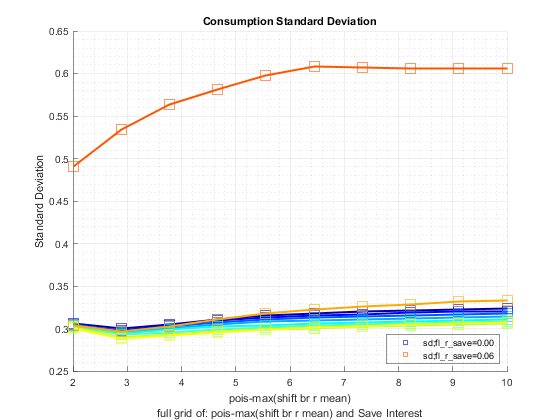 Consumption Standard Deviation
0.65
0.6
0.55
0.5
0.45
0.4
0.35
0.3
0.25
Standard Deviation
sd;fl_r_save=0.00
sd;fl_r_save=0.06
2 3 4 5 6 7 8 9 10
pois-max(shift br r mean)
full grid of: pois-max(shift br r mean) and Save Interest